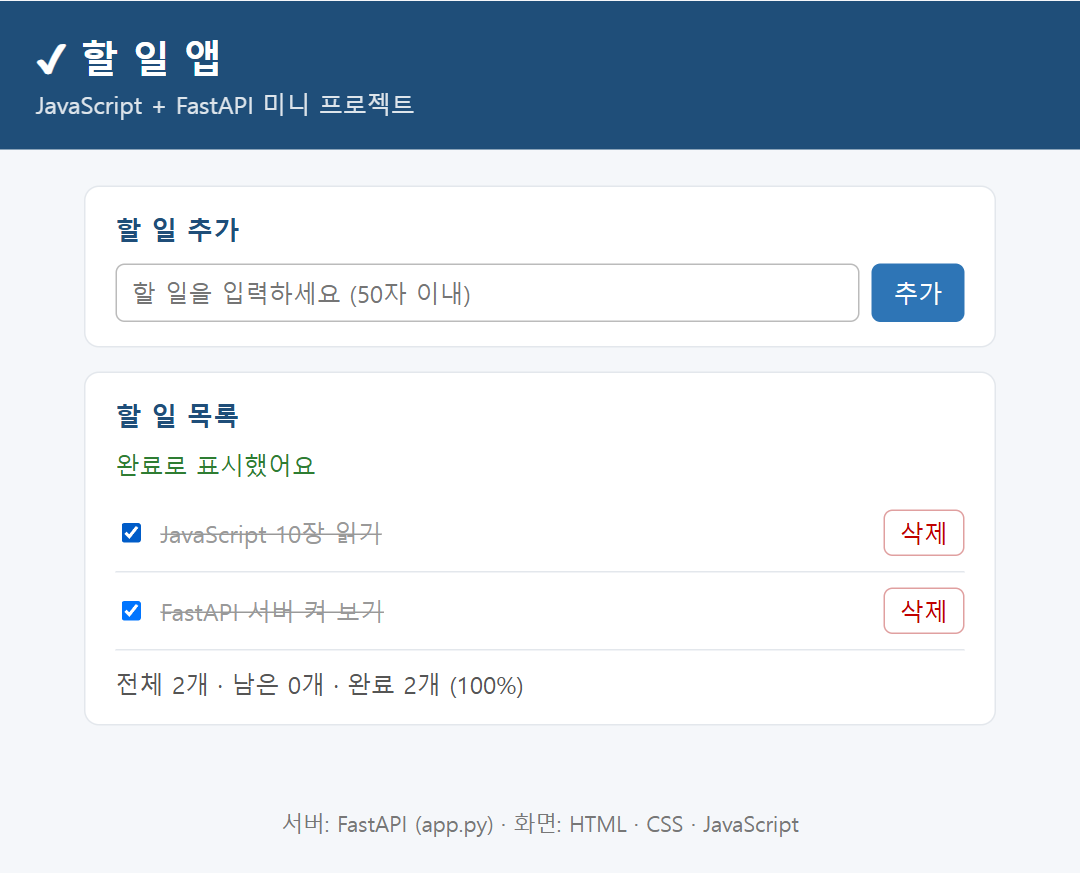 ✔ 할 일 앱
JavaScript + FastAPI 미니 프로젝트
할 일 추가
할 일을 입력하세요 (50자 이내)
추가
할 일 목록
완료로 표시했어요
JavaScript 10장 읽기
삭제
FastAPI 서버 켜 보기
삭제
전체 2개 · 남은 0개 · 완료 2개 (100%)
서버: FastAPI (app.py) · 화면: HTML · CSS · JavaScript